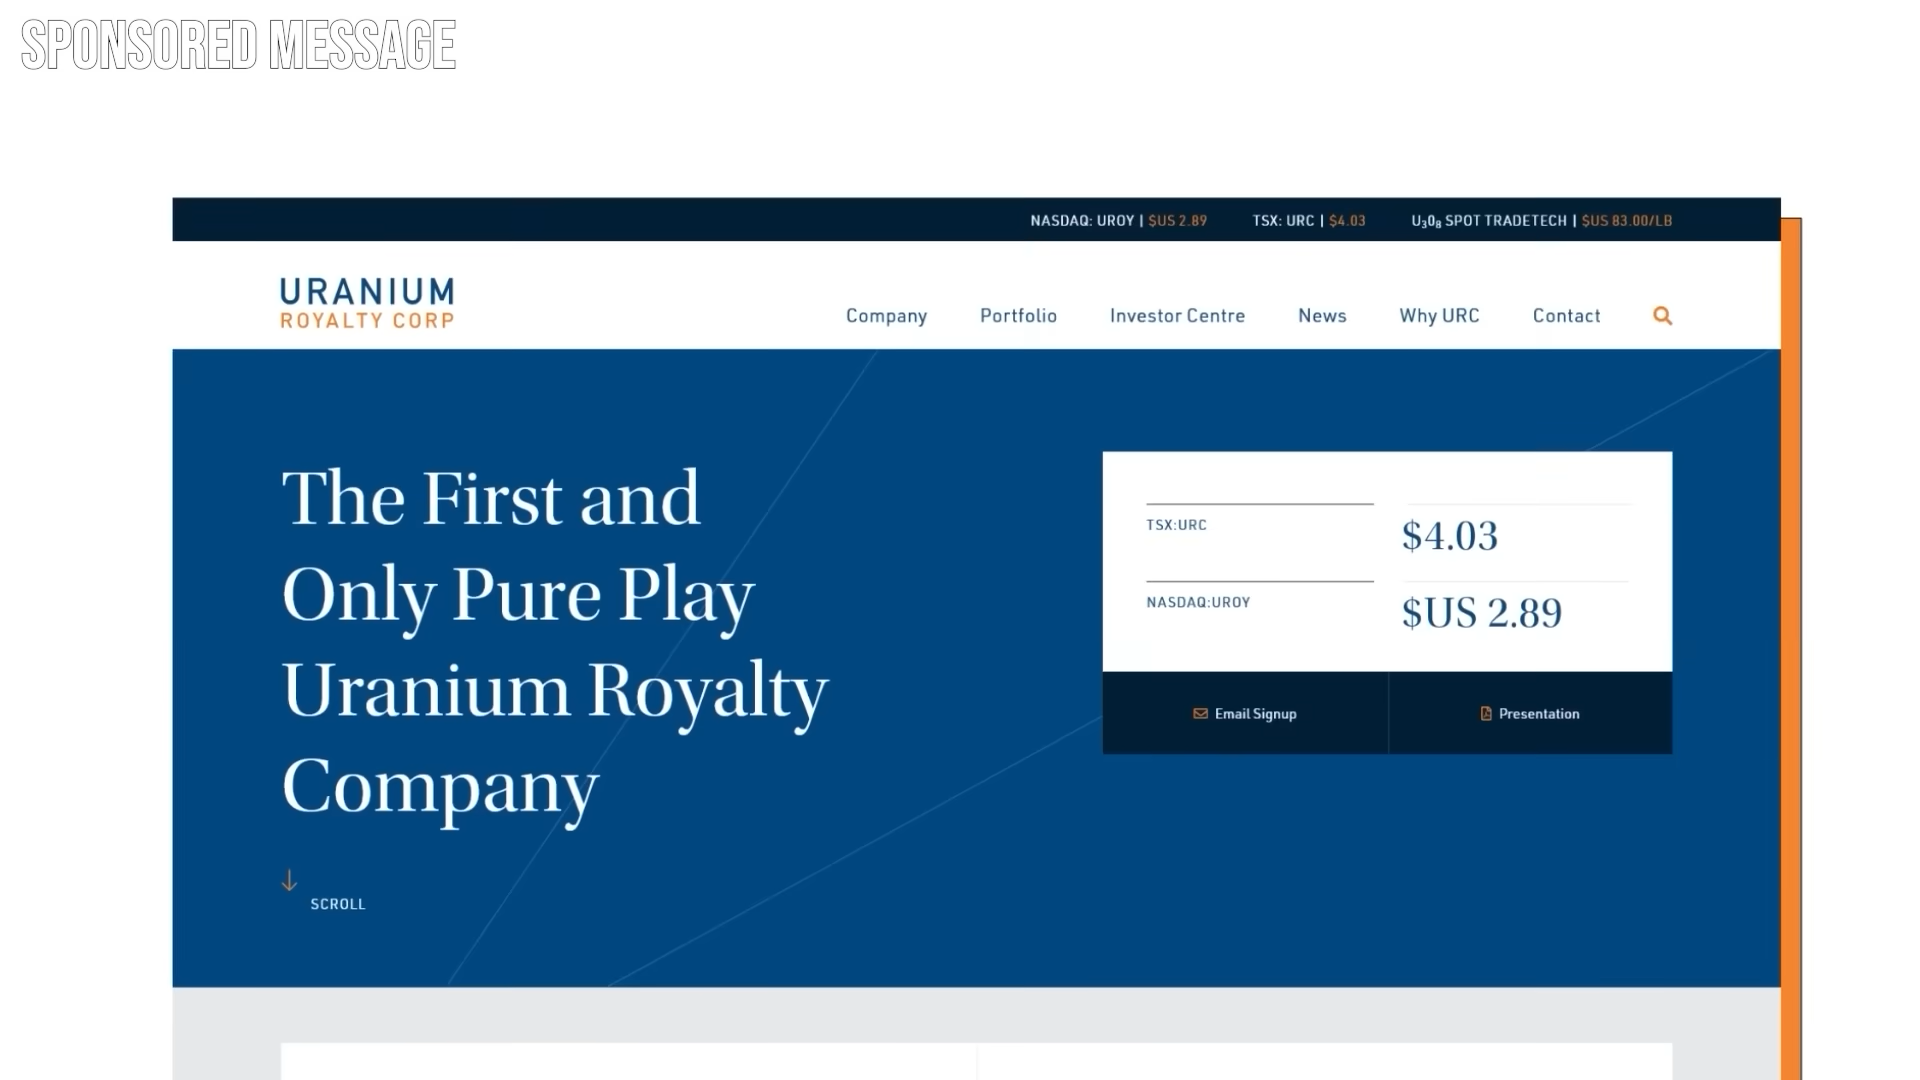 SPONSORED MESSAGE
NASDAQ: UROY | $US 2.89 TSX: URC | $4.03 U₃0₈ SPOT TRADETECH | $US 83.00/LB
URANIUM
ROYALTY CORP
Company Portfolio Investor Centre News Why URC Contact
The First and
Only Pure Play
Uranium Royalty
Company
TSX:URC $4.03
NASDAQ:UROY $US 2.89
Email Signup Presentation
SCROLL